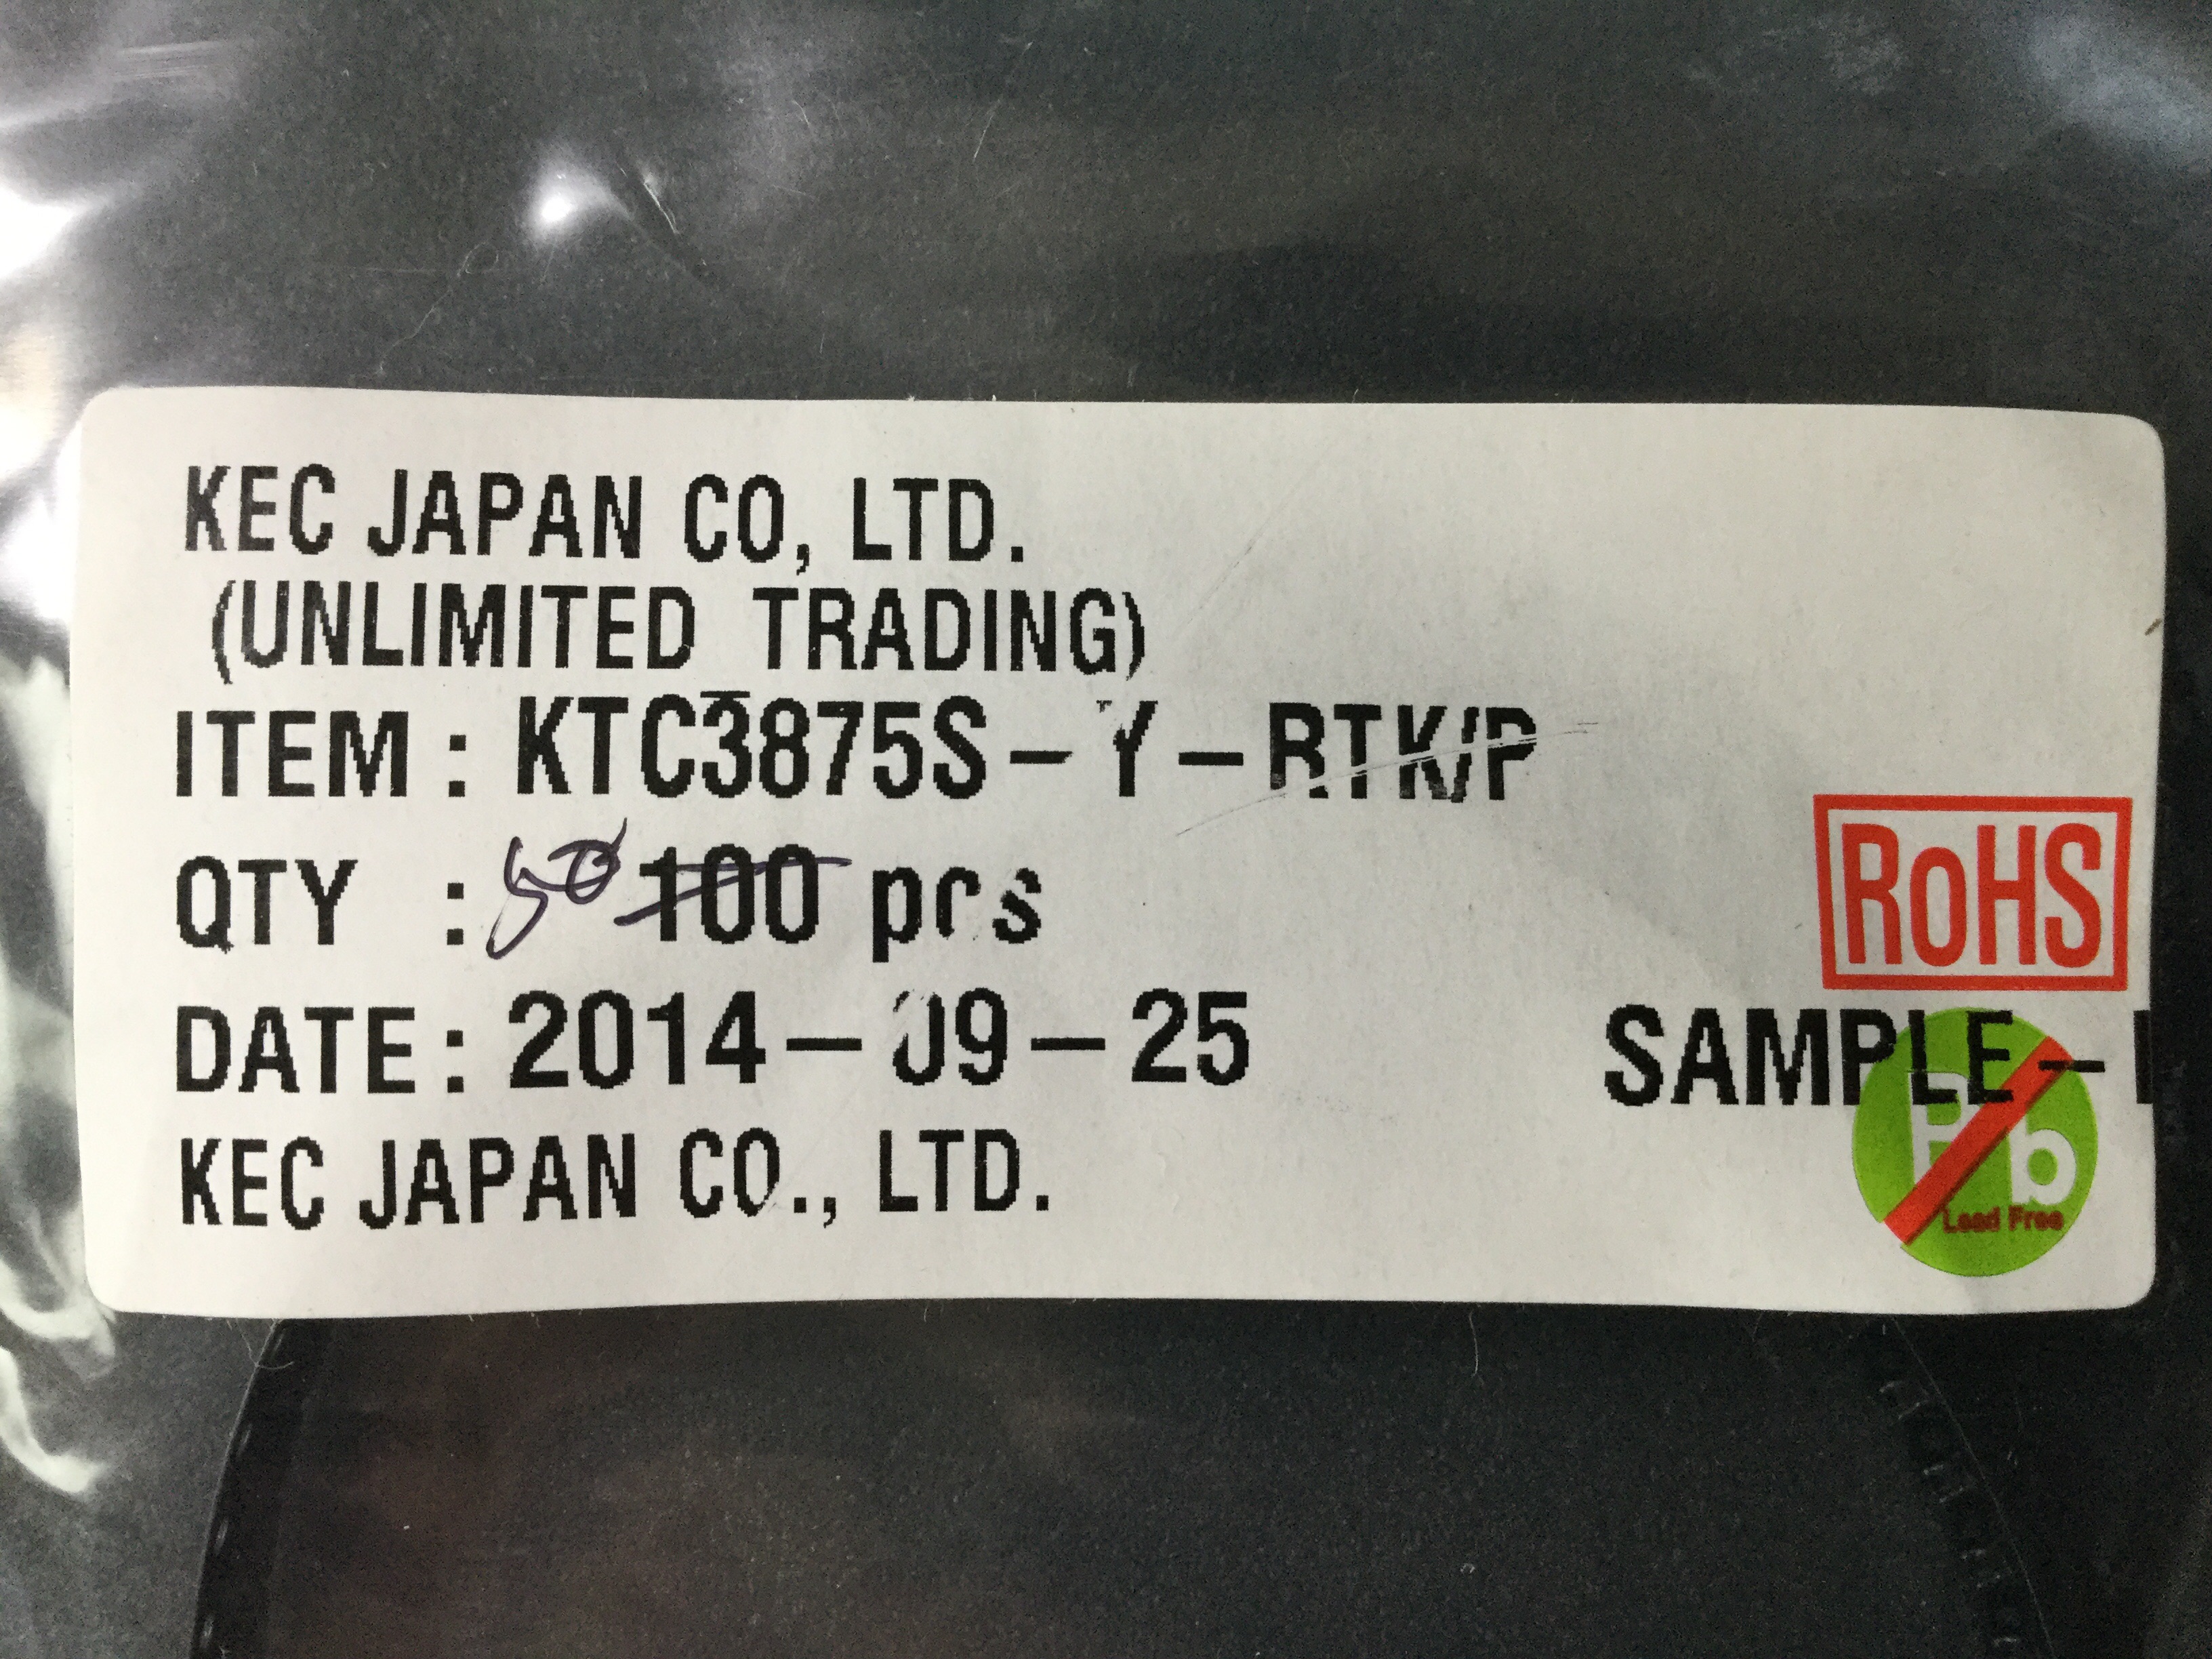 KEC JAPAN CO, LTD.
(UNLIMITED TRADING)
ITEM : KTC3875S-Y-RTK/P
QTY : 50 100 pcs
RoHS
DATE : 2014-09-25 SAMPLE-
Pb
Lead Free
KEC JAPAN CO., LTD.